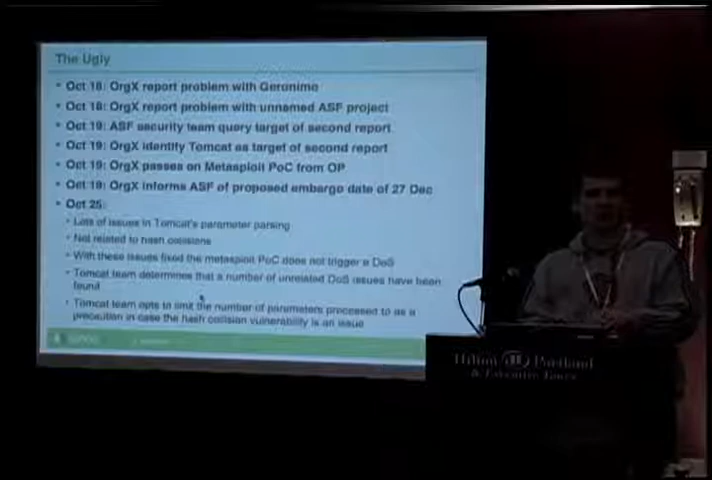 The Ugly
• Oct 18: OrgX report problem with Geronimo
• Oct 18: OrgX report problem with unnamed ASF project
• Oct 19: ASF security team query target of second report
• Oct 19: OrgX identify Tomcat as target of second report
• Oct 19: OrgX passes on Metasploit PoC from OP
• Oct 19: OrgX informs ASF of proposed embargo date of 27 Dec
• Oct 25:
• Lots of issues in Tomcat's parameter parsing
• Not related to hash collisions
• With these issues fixed the metasploit PoC does not trigger a DoS
• Tomcat team determines that a number of unrelated DoS issues have been
found
• Tomcat team opts to limit the number of parameters processed to as a
precaution in case the hash collision vulnerability is an issue
Hilton Portland
& Executive Tower